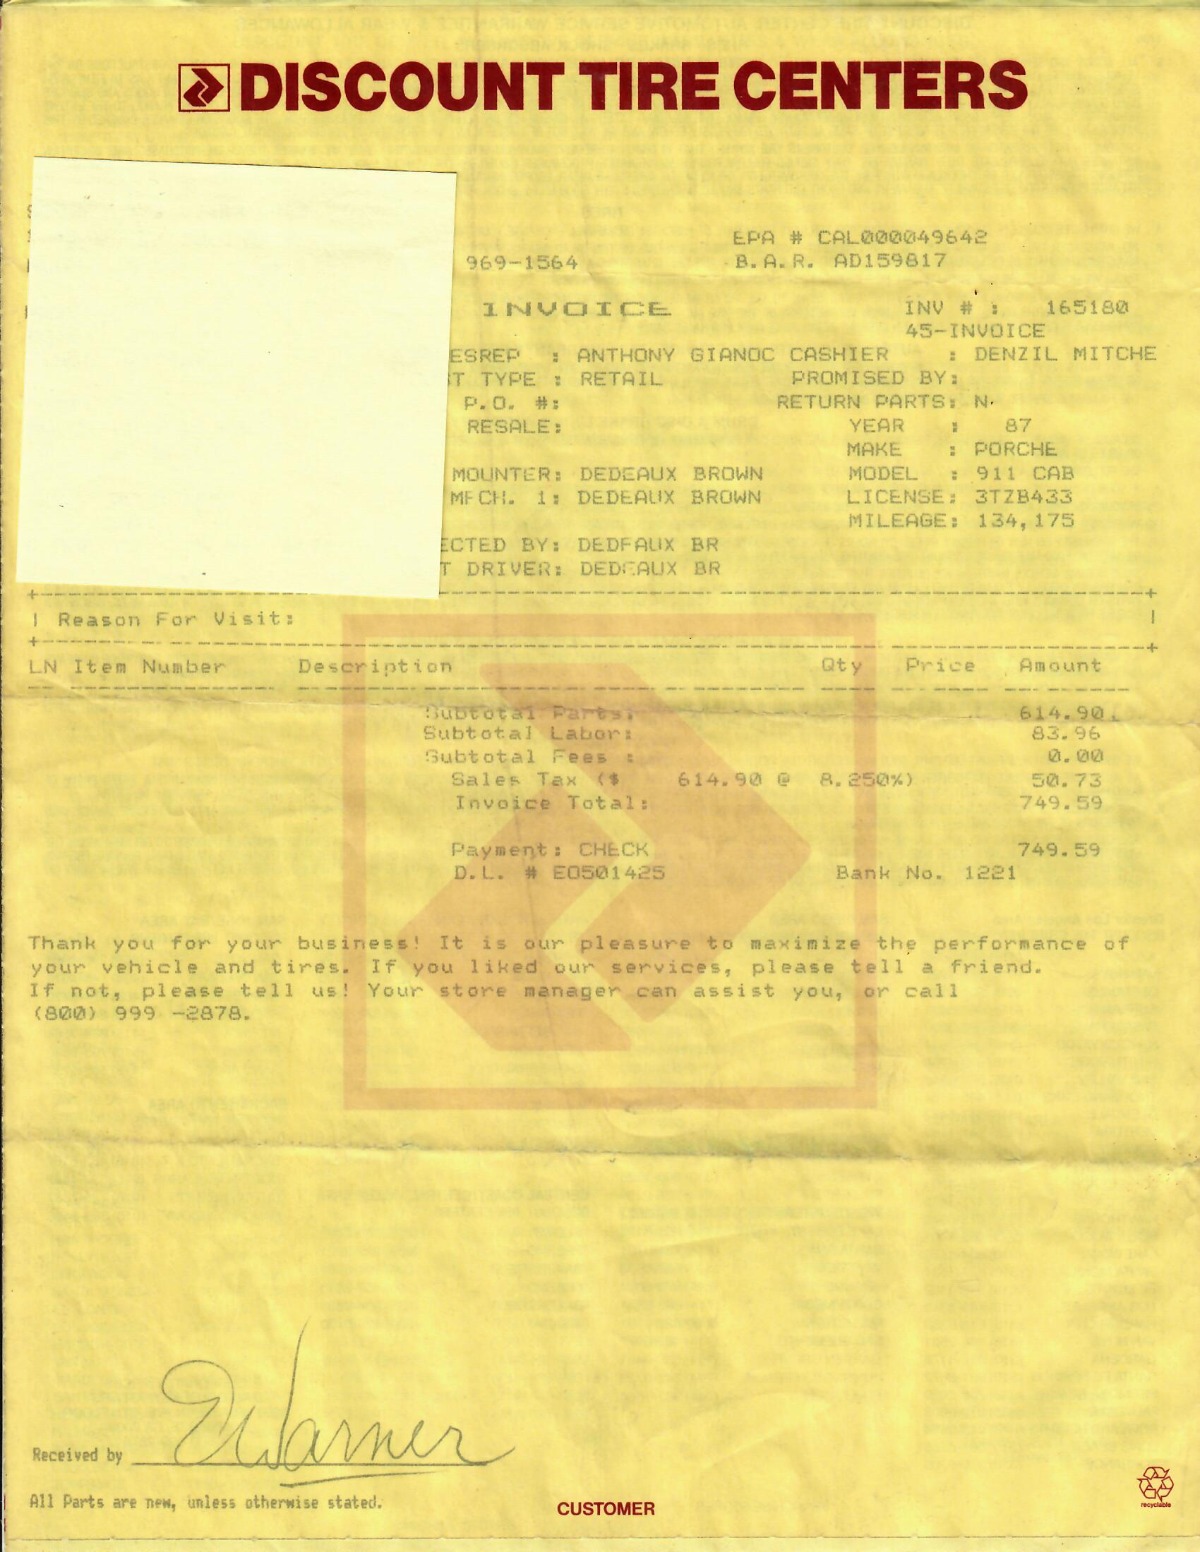 DISCOUNT TIRE CENTERS
EPA # CAL000049642
969-1564 B.A.R. AD159817
INVOICE INV # : 165180
45-INVOICE
ESREP : ANTHONY GIANOC CASHIER : DENZIL MITCHE
T TYPE : RETAIL PROMISED BY:
P.O. #: RETURN PARTS: N
RESALE: YEAR : 87
MAKE : PORCHE
MOUNTER: DEDEAUX BROWN MODEL : 911 CAB
MECH. 1: DEDEAUX BROWN LICENSE: 3TZB433
MILEAGE: 134,175
ECTED BY: DEDEAUX BR
T DRIVER: DEDEAUX BR
Reason For Visit:
LN Item Number Description Qty Price Amount
Subtotal Parts: 614.90
Subtotal Labor: 83.96
Subtotal Fees : 0.00
Sales Tax ($ 614.90 @ 8.250%) 50.73
Invoice Total: 749.59
Payment: CHECK 749.59
D.L. # E0501425 Bank No. 1221
Thank you for your business! It is our pleasure to maximize the performance of
your vehicle and tires. If you liked our services, please tell a friend.
If not, please tell us! Your store manager can assist you, or call
(800) 999 -2878.
Received by EWarner
All Parts are new, unless otherwise stated.
CUSTOMER
recyclable